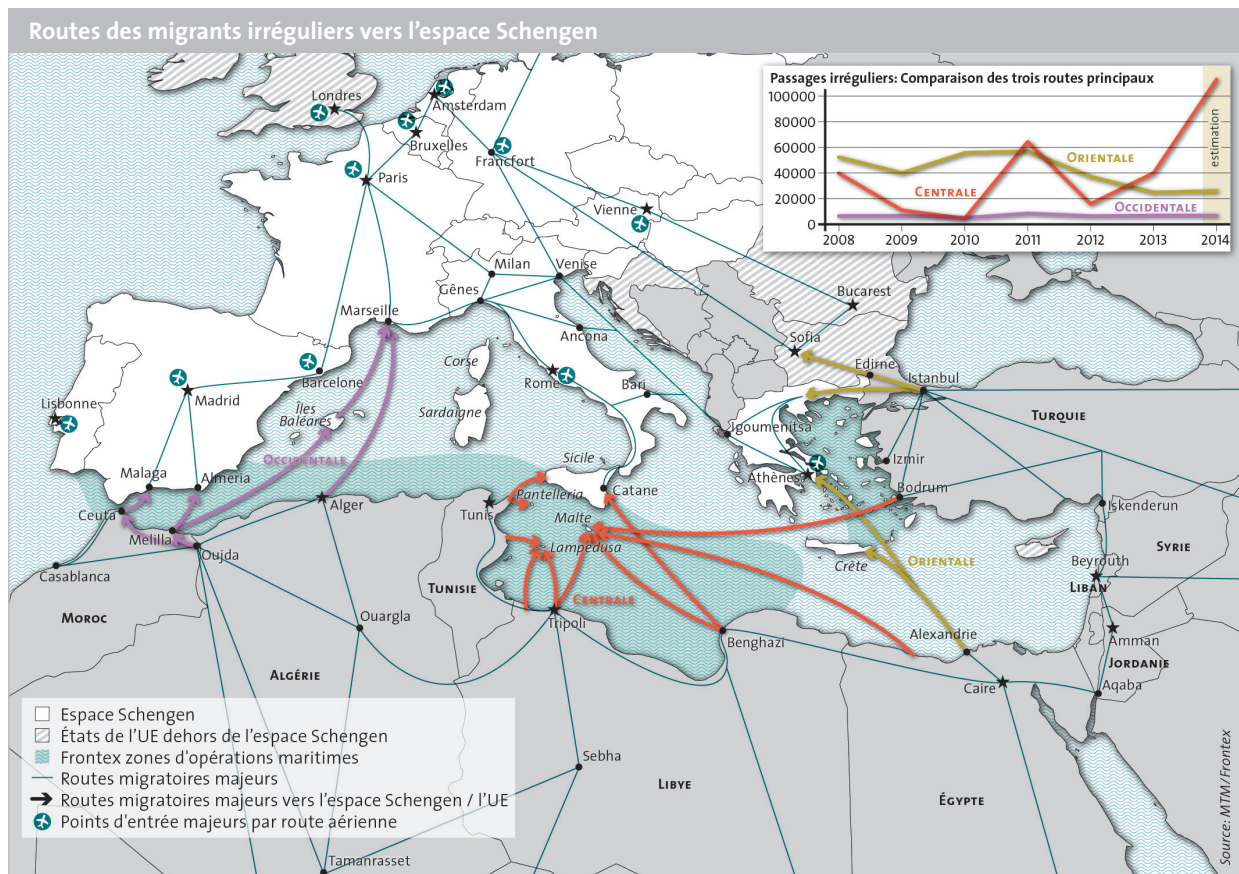 Routes des migrants irréguliers vers l’espace Schengen
Passages irréguliers: Comparaison des trois routes principaux
100000
80000
60000
40000
20000
0
ORIENTALE
CENTRALE
OCCIDENTALE
estimation
2008 2009 2010 2011 2012 2013 2014
Londres
Amsterdam
Bruxelles
Francfort
Paris
Vienne
Milan
Venise
Gênes
Bucarest
Marseille
Ancona
Sofia
Corse
Edirne
Barcelone
Rome
Istanbul
Madrid
Bari
Lisbonne
Îles
Baléares
Sardaigne
TURQUIE
Igoumenitsa
OCCIDENTALE
Sicile
Izmir
Malaga
Almeria
Athènes
Catane
Bodrum
Pantelleria
Alger
Tunis
Ceuta
Malte
Iskenderun
Melilla
Lampedusa
Oujda
SYRIE
Crète
ORIENTALE
Beyrouth
Casablanca
TUNISIE
CENTRALE
LIBAN
MOROC
Ouargla
Tripoli
Benghazi
Alexandrie
Amman
JORDANIE
ALGÉRIE
Caire
Aqaba
Sebha
LIBYE
ÉGYPTE
Tamanrasset
Espace Schengen
États de l’UE dehors de l’espace Schengen
Frontex zones d'opérations maritimes
Routes migratoires majeurs
Routes migratoires majeurs vers l’espace Schengen / l’UE
Points d'entrée majeurs par route aérienne
Source: MTM/Frontex